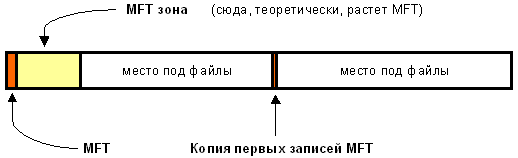 MFT зона (сюда, теоретически, растет MFT)
место под файлы место под файлы
MFT Копия первых записей MFT